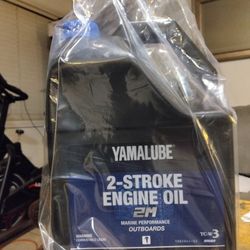 YAMALUBE
2-STROKE
ENGINE OIL
2M
MARINE PERFORMANCE
OUTBOARDS
TC-W3